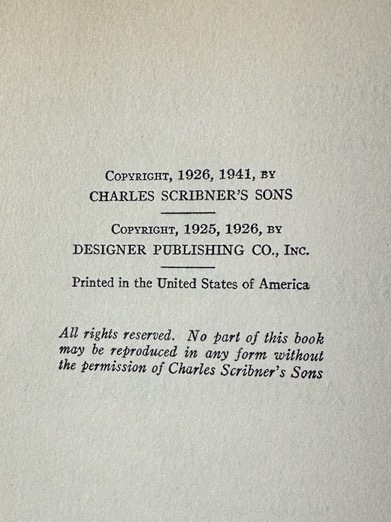 Copyright, 1926, 1941, by
CHARLES SCRIBNER'S SONS
Copyright, 1925, 1926, by
DESIGNER PUBLISHING CO., Inc.
Printed in the United States of America
All rights reserved. No part of this book
may be reproduced in any form without
the permission of Charles Scribner's Sons